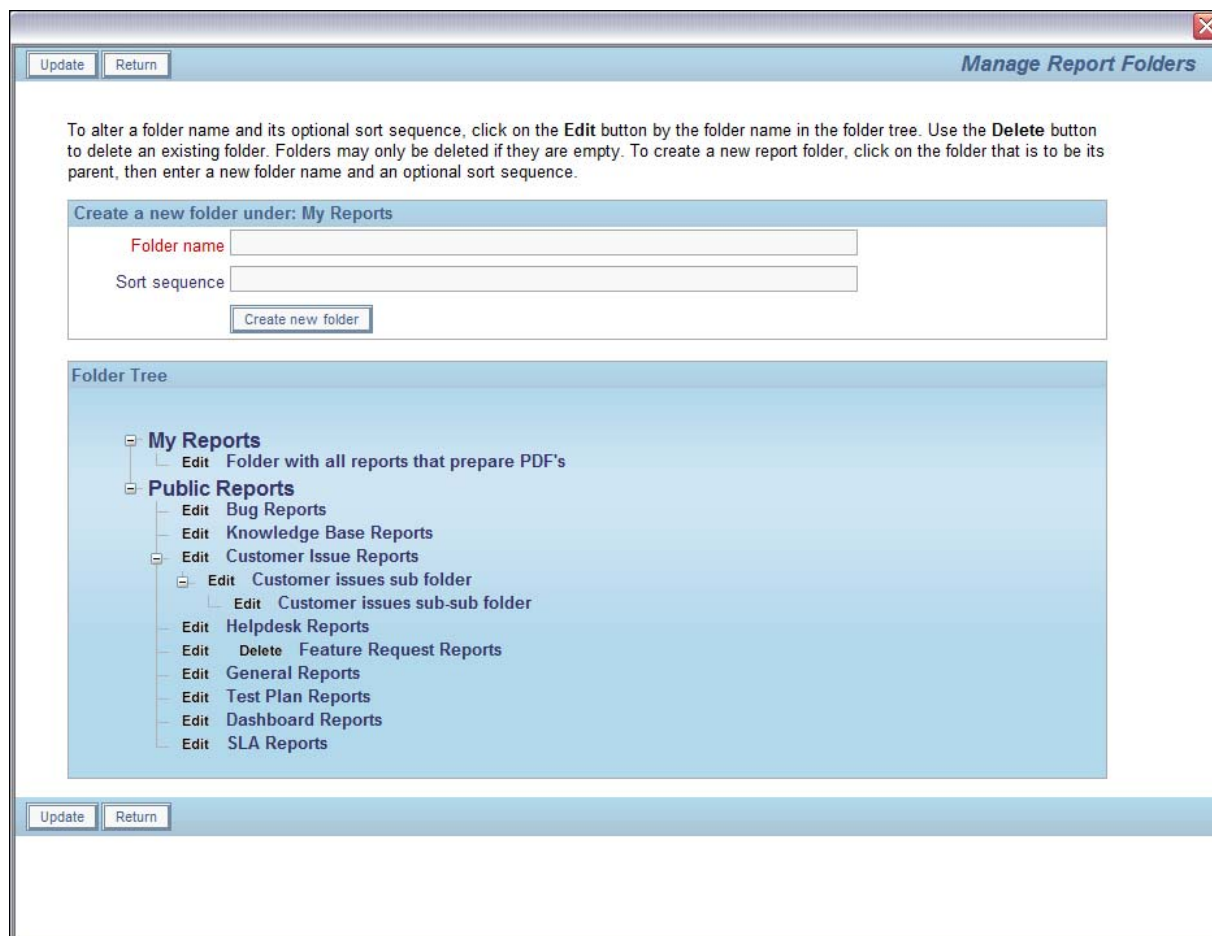 Update Return Manage Report Folders
To alter a folder name and its optional sort sequence, click on the Edit button by the folder name in the folder tree. Use the Delete button
to delete an existing folder. Folders may only be deleted if they are empty. To create a new report folder, click on the folder that is to be its
parent, then enter a new folder name and an optional sort sequence.
Create a new folder under: My Reports
Folder name
Sort sequence
Create new folder
Folder Tree
My Reports
Edit Folder with all reports that prepare PDF's
Public Reports
Edit Bug Reports
Edit Knowledge Base Reports
Edit Customer Issue Reports
Edit Customer issues sub folder
Edit Customer issues sub-sub folder
Edit Helpdesk Reports
Edit Delete Feature Request Reports
Edit General Reports
Edit Test Plan Reports
Edit Dashboard Reports
Edit SLA Reports
Update Return